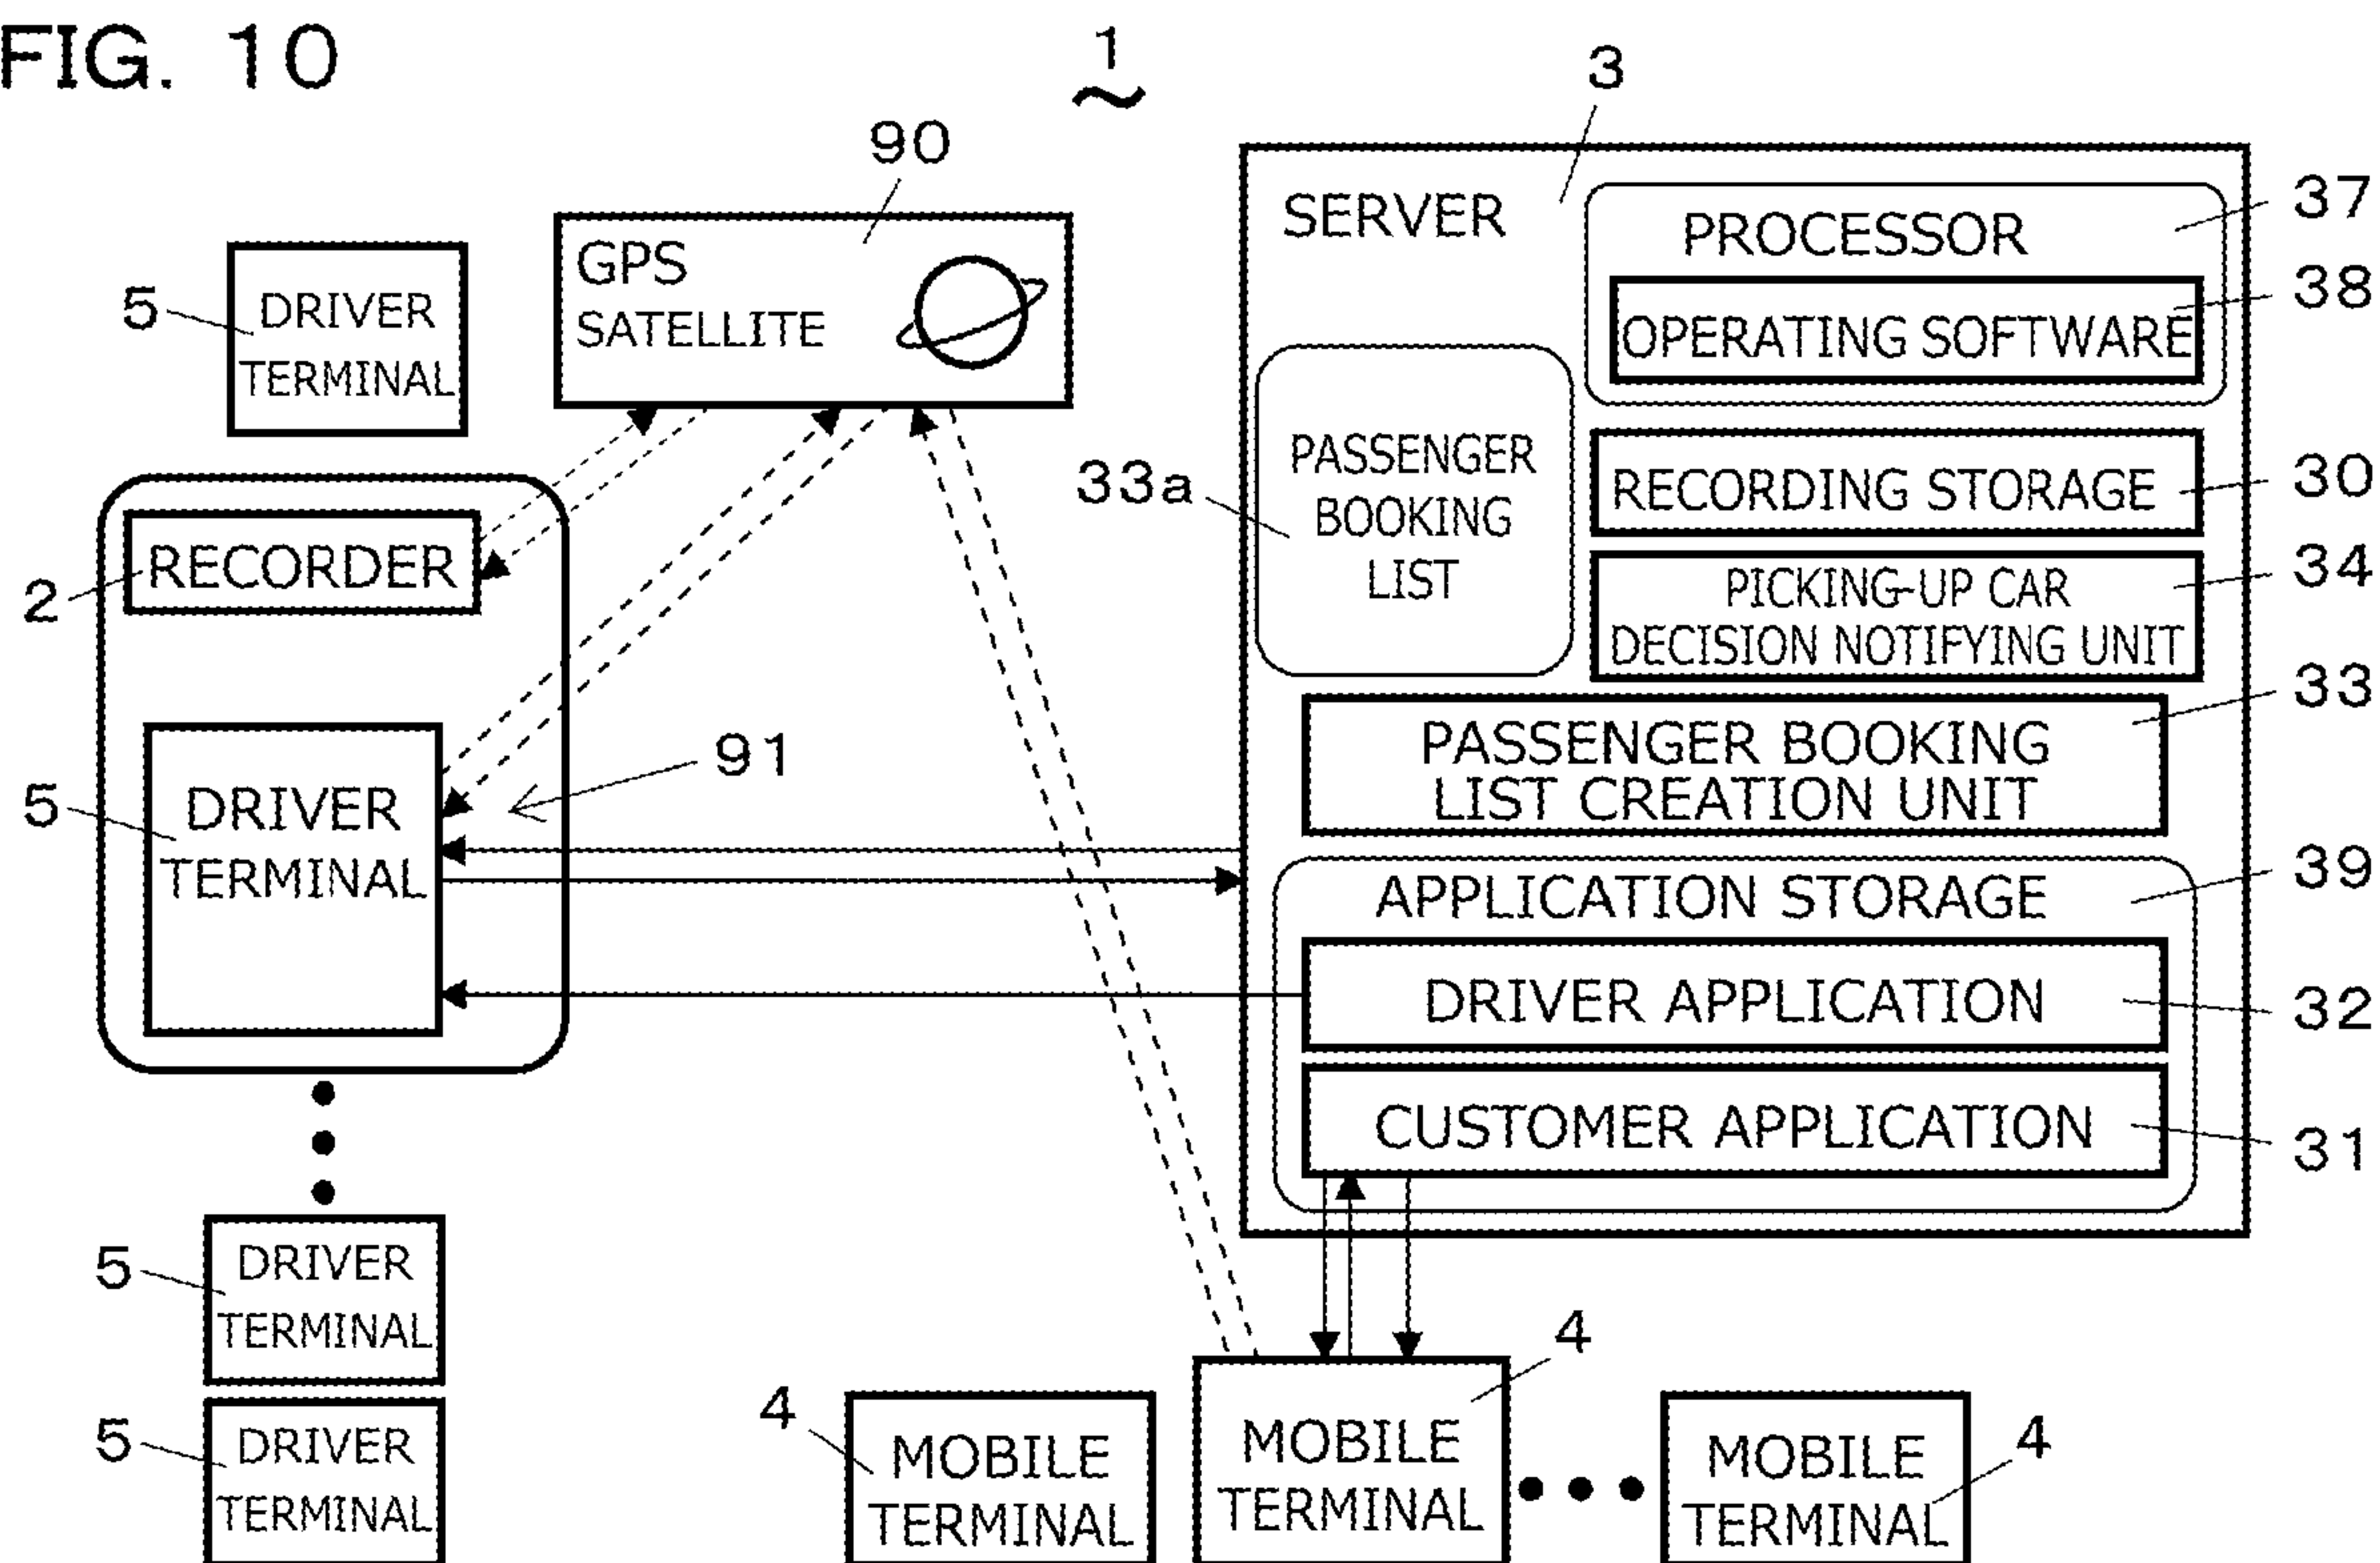 FIG. 10
1
3
90
SERVER
37
PROCESSOR
38
OPERATING SOFTWARE
GPS
SATELLITE
5
DRIVER
TERMINAL
33a
PASSENGER
BOOKING
LIST
RECORDING STORAGE
30
2
RECORDER
PICKING-UP CAR
DECISION NOTIFYING UNIT
34
33
PASSENGER BOOKING
LIST CREATION UNIT
91
5
DRIVER
TERMINAL
39
APPLICATION STORAGE
DRIVER APPLICATION
32
CUSTOMER APPLICATION
31
5
DRIVER
TERMINAL
5
DRIVER
TERMINAL
4
MOBILE
TERMINAL
4
MOBILE
TERMINAL
MOBILE
TERMINAL
4